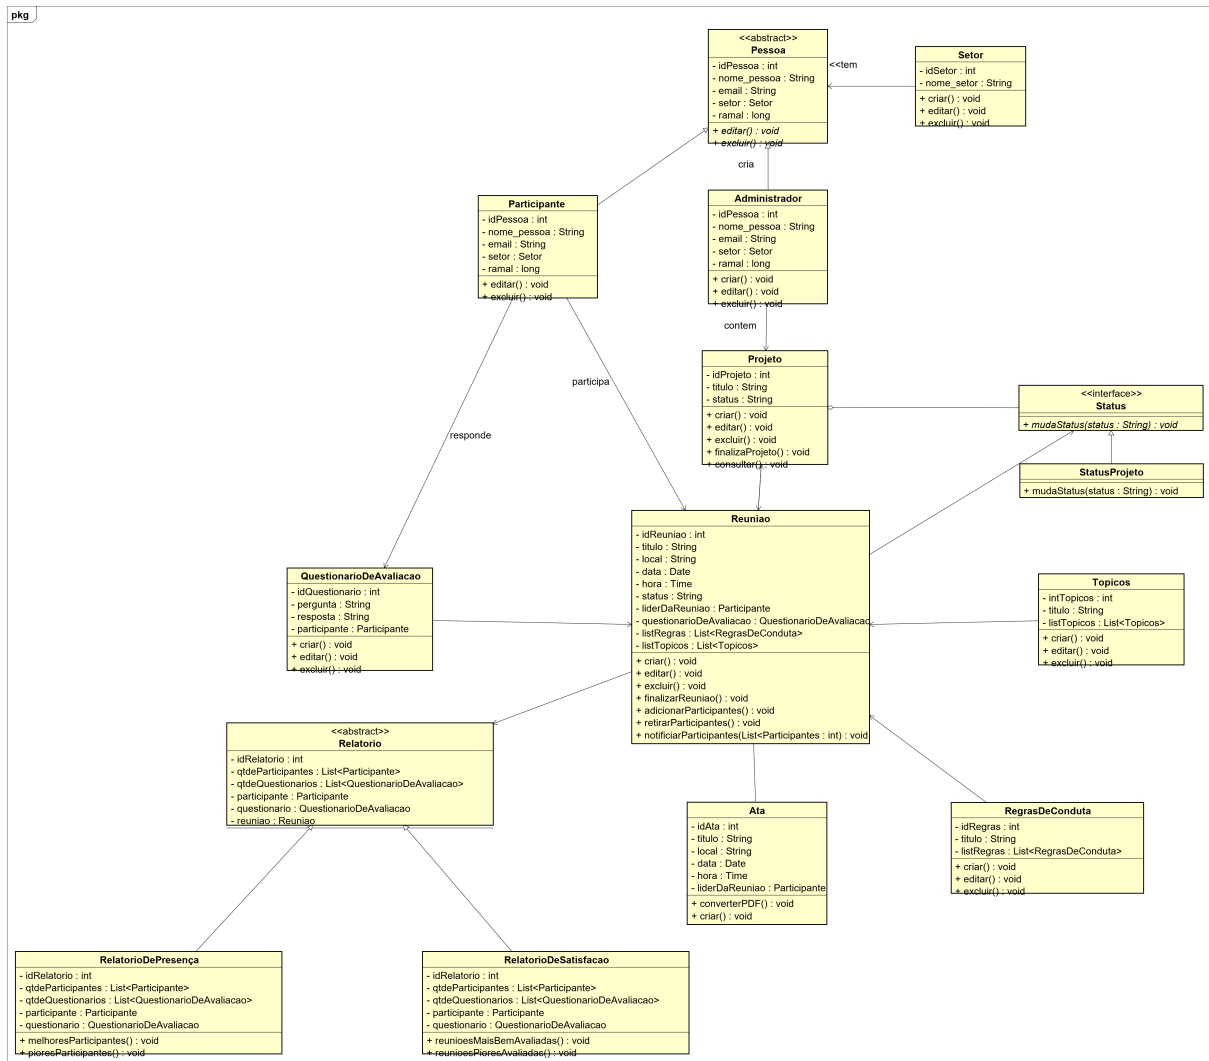 pkg
<<abstract>>
Pessoa
- idPessoa : int
- nome_pessoa : String
- email : String
- setor : Setor
- ramal : long
+ editar() : void
+ excluir() : void
<<tem
Setor
- idSetor : int
- nome_setor : String
+ criar() : void
+ editar() : void
+ excluir() : void
cria
Participante
- idPessoa : int
- nome_pessoa : String
- email : String
- setor : Setor
- ramal : long
+ editar() : void
+ excluir() : void
Administrador
- idPessoa : int
- nome_pessoa : String
- email : String
- setor : Setor
- ramal : long
+ criar() : void
+ editar() : void
+ excluir() : void
contem
participa
responde
Projeto
- idProjeto : int
- titulo : String
- status : String
+ criar() : void
+ editar() : void
+ excluir() : void
+ finalizaProjeto() : void
+ consultar() : void
<<interface>>
Status
+ mudaStatus(status : String) : void
StatusProjeto
+ mudaStatus(status : String) : void
Reuniao
- idReuniao : int
- titulo : String
- local : String
- data : Date
- hora : Time
- status : String
- liderDaReuniao : Participante
- questionarioDeAvaliacao : QuestionarioDeAvaliacao
- listRegras : List<RegrasDeConduta>
- listTopicos : List<Topicos>
+ criar() : void
+ editar() : void
+ excluir() : void
+ finalizarReuniao() : void
+ adicionarParticipantes() : void
+ retirarParticipantes() : void
+ notificiarParticipantes(List<Participantes : int) : void
QuestionarioDeAvaliacao
- idQuestionario : int
- pergunta : String
- resposta : String
- participante : Participante
+ criar() : void
+ editar() : void
+ excluir() : void
Topicos
- intTopicos : int
- titulo : String
- listTopicos : List<Topicos>
+ criar() : void
+ editar() : void
+ excluir() : void
<<abstract>>
Relatorio
- idRelatorio : int
- qtdeParticipantes : List<Participante>
- qtdeQuestionarios : List<QuestionarioDeAvaliacao>
- participante : Participante
- questionario : QuestionarioDeAvaliacao
- reuniao : Reuniao
Ata
- idAta : int
- titulo : String
- local : String
- data : Date
- hora : Time
- liderDaReuniao : Participante
+ converterPDF() : void
+ criar() : void
RegrasDeConduta
- idRegras : int
- titulo : String
- listRegras : List<RegrasDeConduta>
+ criar() : void
+ editar() : void
+ excluir() : void
RelatorioDePresença
- idRelatorio : int
- qtdeParticipantes : List<Participante>
- qtdeQuestionarios : List<QuestionarioDeAvaliacao>
- participante : Participante
- questionario : QuestionarioDeAvaliacao
+ melhoresParticipantes() : void
+ pioresParticipantes() : void
RelatorioDeSatisfacao
- idRelatorio : int
- qtdeParticipantes : List<Participante>
- qtdeQuestionarios : List<QuestionarioDeAvaliacao>
- participante : Participante
- questionario : QuestionarioDeAvaliacao
+ reunioesMaisBemAvaliadas() : void
+ reunioesPioresAvaliadas() : void